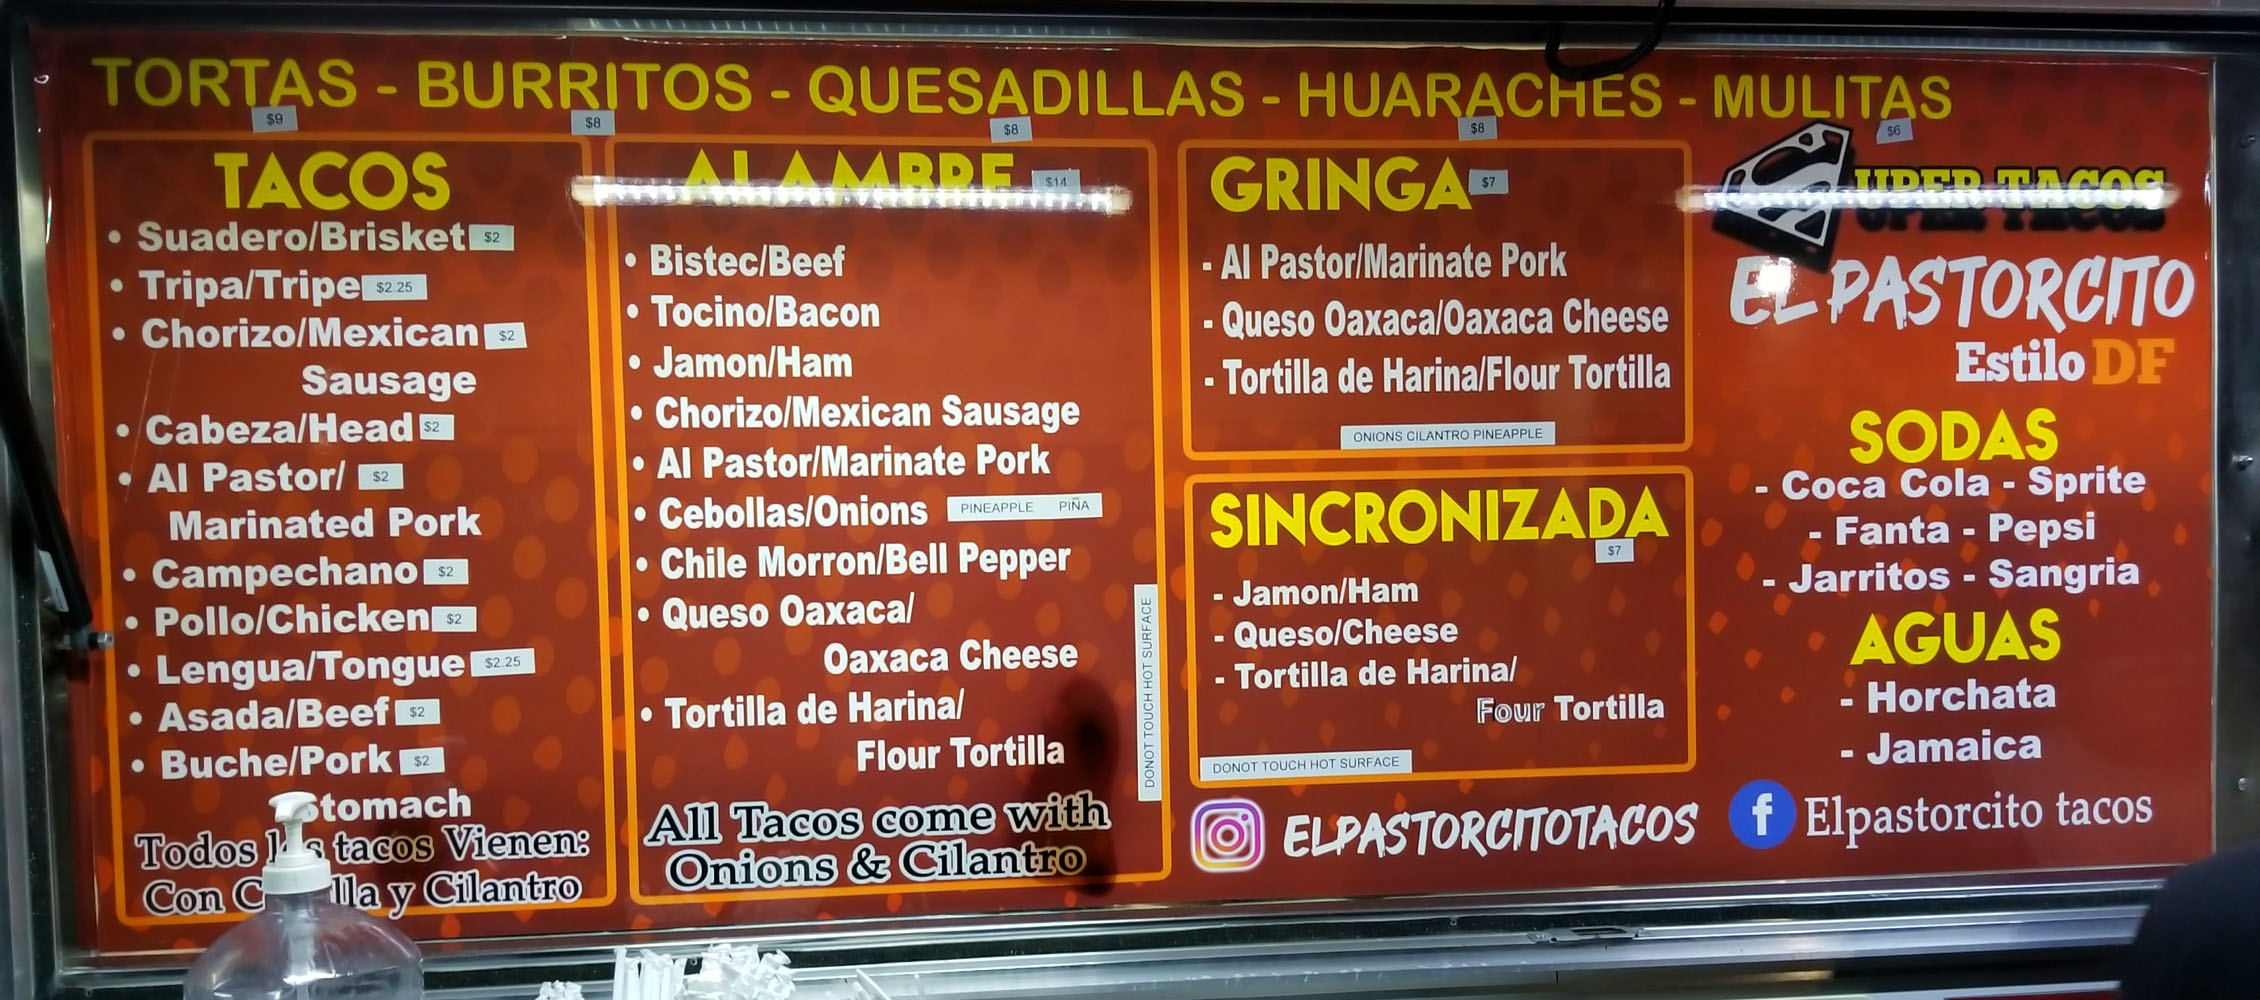 TORTAS - BURRITOS - QUESADILLAS - HUARACHES - MULITAS
$9 $8 $8 $8 $6
TACOS
• Suadero/Brisket $2
• Tripa/Tripe $2.25
• Chorizo/Mexican $2
Sausage
• Cabeza/Head $2
• Al Pastor/ $2
Marinated Pork
• Campechano $2
• Pollo/Chicken $2
• Lengua/Tongue $2.25
• Asada/Beef $2
• Buche/Pork $2
Stomach
Todos los tacos Vienen:
Con y Cilantro
ALAMBRE $14
• Bistec/Beef
• Tocino/Bacon
• Jamon/Ham
• Chorizo/Mexican Sausage
• Al Pastor/Marinate Pork
• Cebollas/Onions PINEAPPLE PIÑA
• Chile Morron/Bell Pepper
• Queso Oaxaca/
Oaxaca Cheese
• Tortilla de Harina/
Flour Tortilla
DONOT TOUCH HOT SURFACE
All Tacos come with
Onions & Cilantro
GRINGA $7
- Al Pastor/Marinate Pork
- Queso Oaxaca/Oaxaca Cheese
- Tortilla de Harina/Flour Tortilla
ONIONS CILANTRO PINEAPPLE
SINCRONIZADA
$7
- Jamon/Ham
- Queso/Cheese
- Tortilla de Harina/
Four Tortilla
DONOT TOUCH HOT SURFACE
ELPASTORCITOTACOS
SUPER TACOS
EL PASTORCITO
Estilo DF
SODAS
- Coca Cola - Sprite
- Fanta - Pepsi
- Jarritos - Sangria
AGUAS
- Horchata
- Jamaica
f Elpastorcito tacos